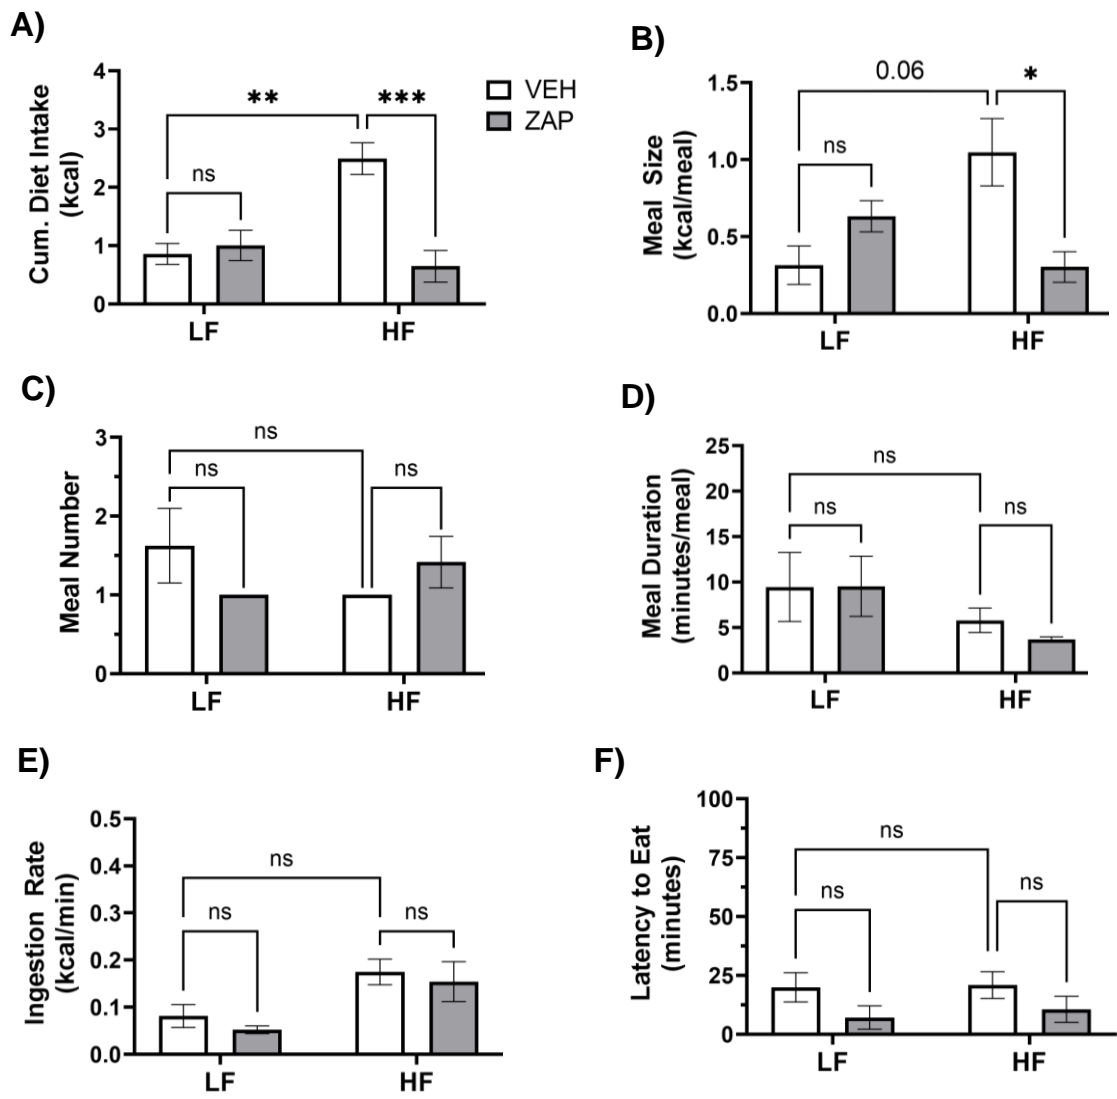 A)
Cum. Diet Intake
(kcal)
4
3
2
1
0
**
***
ns
LF
HF
VEH
ZAP
B)
Meal Size
(kcal/meal)
1.5
1.0
0.5
0.0
0.06
*
ns
LF
HF
C)
Meal Number
3
2
1
0
ns
ns
ns
LF
HF
D)
Meal Duration
(minutes/meal)
25
20
15
10
5
0
ns
ns
ns
LF
HF
E)
Ingestion Rate
(kcal/min)
0.5
0.4
0.3
0.2
0.1
0.0
ns
ns
ns
LF
HF
F)
Latency to Eat
(minutes)
100
75
50
25
0
ns
ns
ns
LF
HF